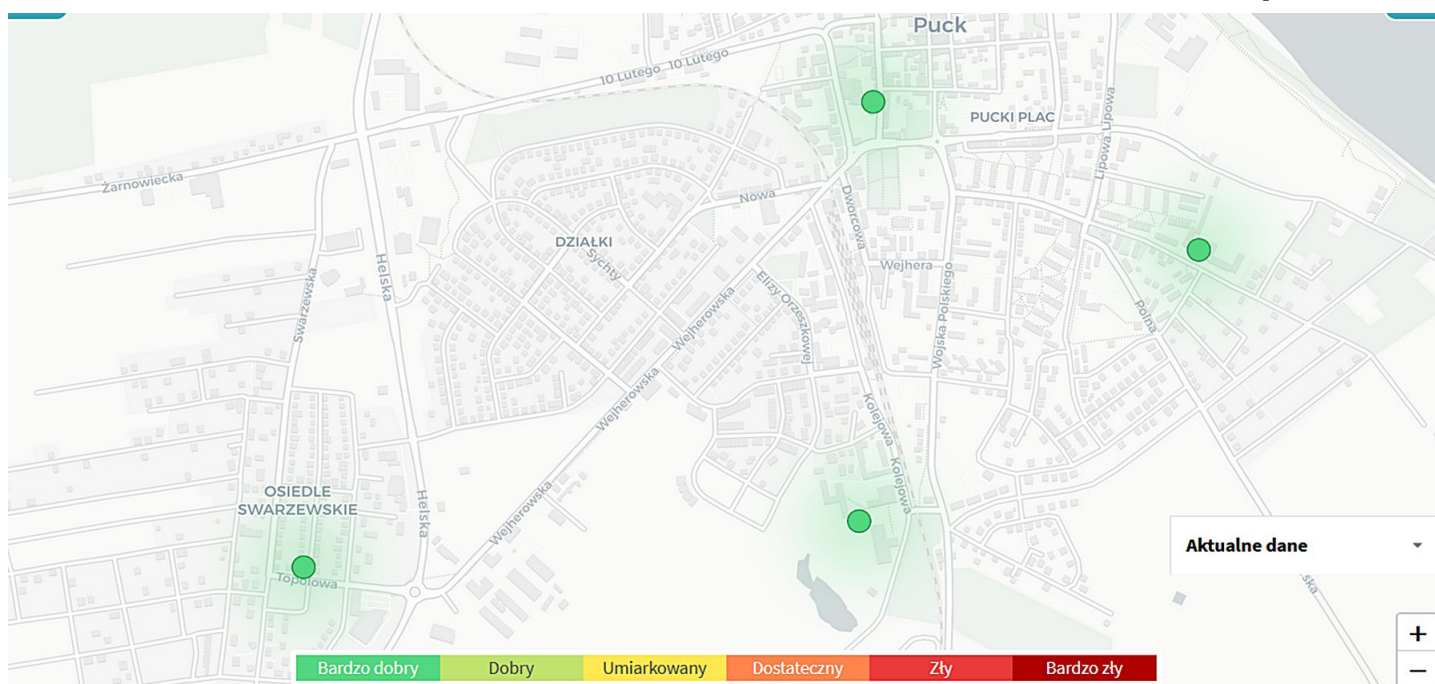 Puck
10 Lutego 10 Lutego
PUCKI PLAC
Lipowa Lipowa
Żarnowiecka
Nowa
Dworcowa
DZIAŁKI
Sychty
Helska
Wejhera
Elizy Orzeszkowej
Swarzewska
Wejherowska
Wojska Polskiego
Polna
Wejherowska
Kolejowa Kolejowa
OSIEDLE
SWARZEWSKIE
Helska
Wejherowska
Aktualne dane
Topolowa
ska
+
Bardzo dobry Dobry Umiarkowany Dostateczny Zły Bardzo zły
−